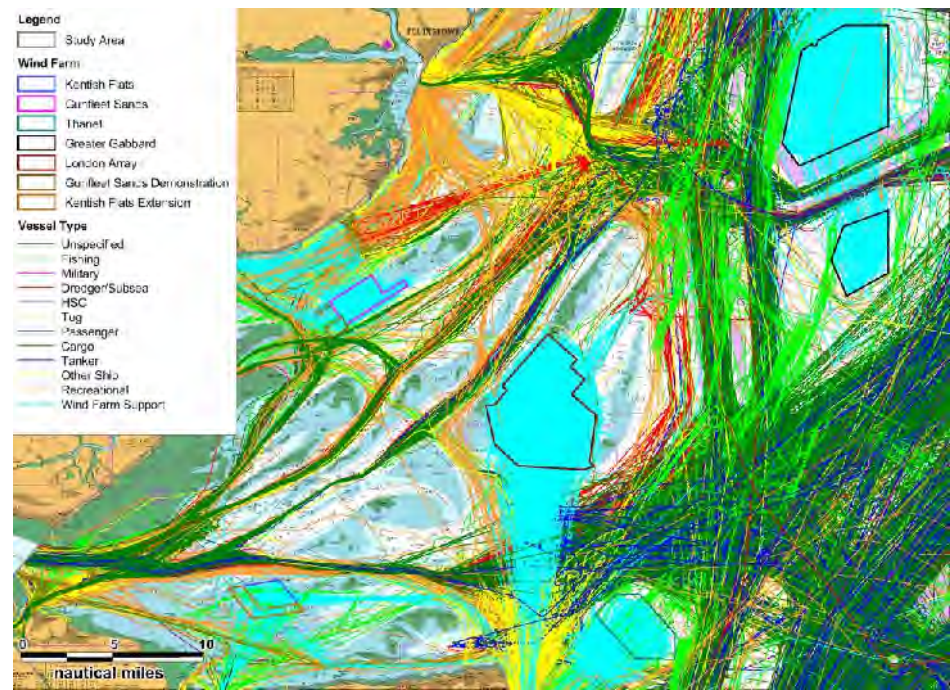 Legend
Study Area
Wind Farm
Kentish Flats
Gunfleet Sands
Thanet
Greater Gabbard
London Array
Gunfleet Sands Demonstration
Kentish Flats Extension
Vessel Type
Unspecified
Fishing
Military
Dredger/Subsea
HSC
Tug
Passenger
Cargo
Tanker
Other Ship
Recreational
Wind Farm Support
FELIXSTOWE
0 5 10
nautical miles